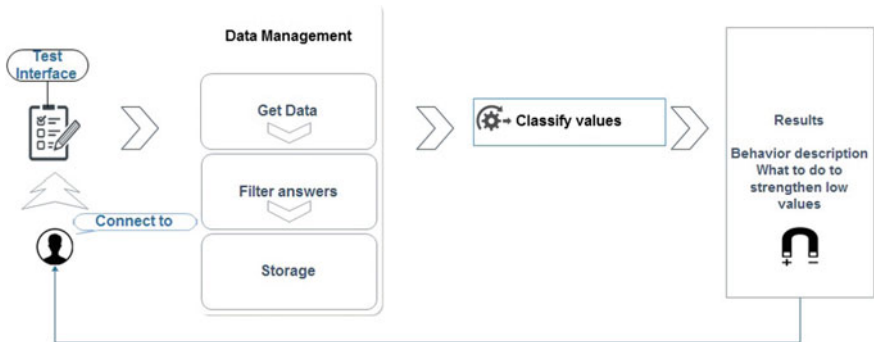 Test
Interface
Connect to
Data Management
Get Data
Filter answers
Storage
Classify values
Results
Behavior description
What to do to
strengthen low
values
+ −